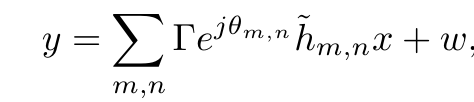 $y = \sum_{m,n} \Gamma e^{j\theta_{m,n}} \tilde{h}_{m,n} x + w,$